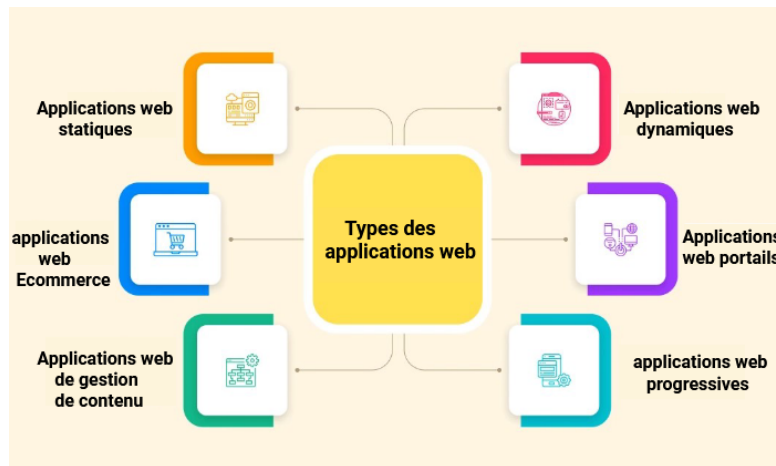 Applications web
statiques
Applications web
dynamiques
applications
web
Ecommerce
Types des
applications web
Applications
web portails
Applications web
de gestion
de contenu
applications web
progressives